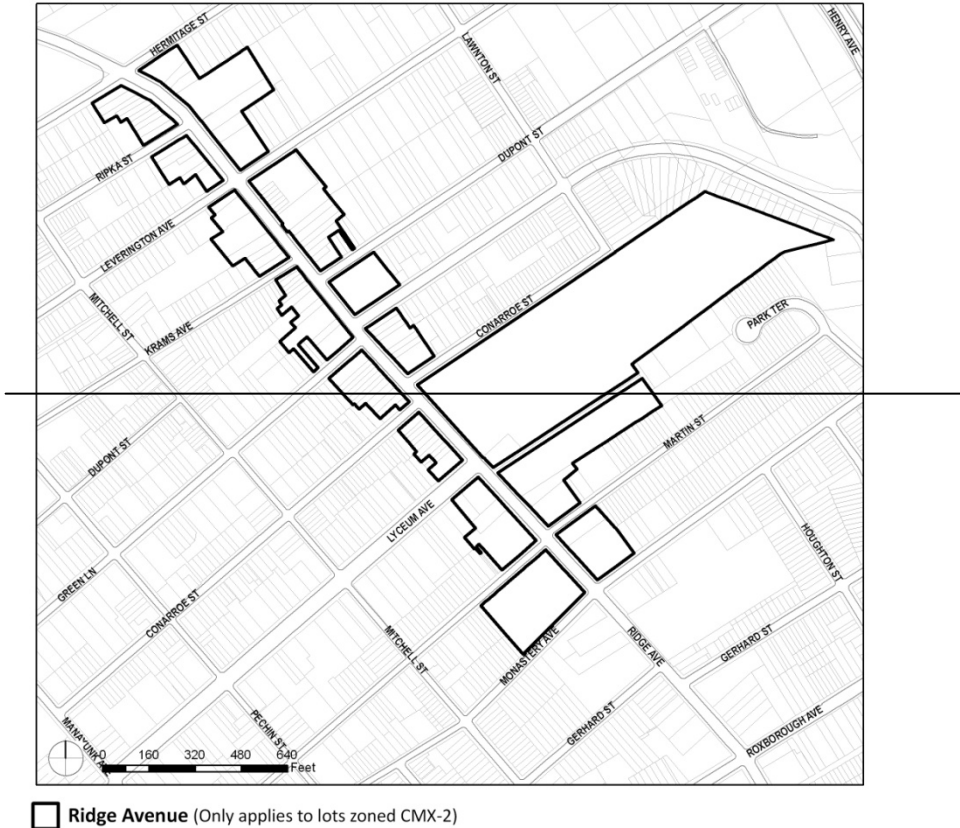 HERMITAGE ST
LAWNTON ST
HENRY AVE
RIPKA ST
DUPONT ST
LEVERINGTON AVE
MITCHELL ST
KRAMS AVE
CONARROE ST
PARK TER
DUPONT ST
MARTIN ST
LYCEUM AVE
HOUGHTON ST
GREEN LN
CONARROE ST
MITCHELL ST
MONASTERY AVE
RIDGE AVE
GERHARD ST
PECHIN ST
GERHARD ST
ROXBOROUGH AVE
0 160 320 480 640
Feet
Ridge Avenue (Only applies to lots zoned CMX-2)